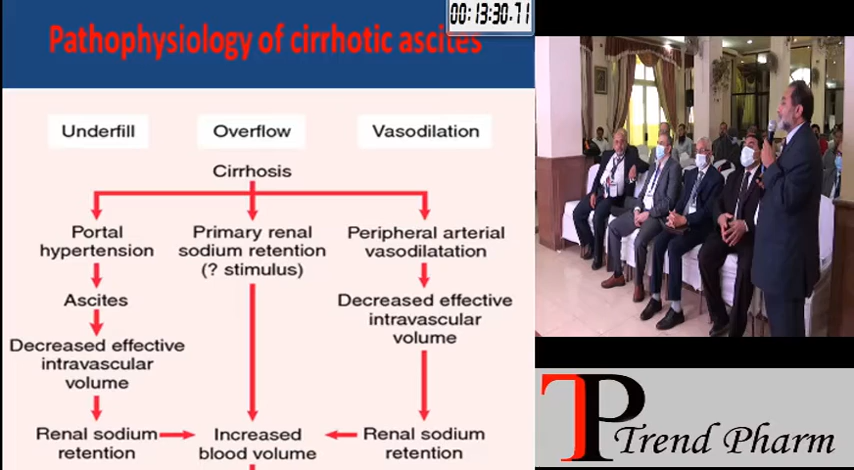 00:13:30.71
Pathophysiology of cirrhotic ascites
Underfill
Overflow
Vasodilation
Cirrhosis
Portal
hypertension
Ascites
Decreased effective
intravascular
volume
Renal sodium
retention
Primary renal
sodium retention
(? stimulus)
Increased
blood volume
Peripheral arterial
vasodilatation
Decreased effective
intravascular
volume
Renal sodium
retention
TP
Trend Pharm